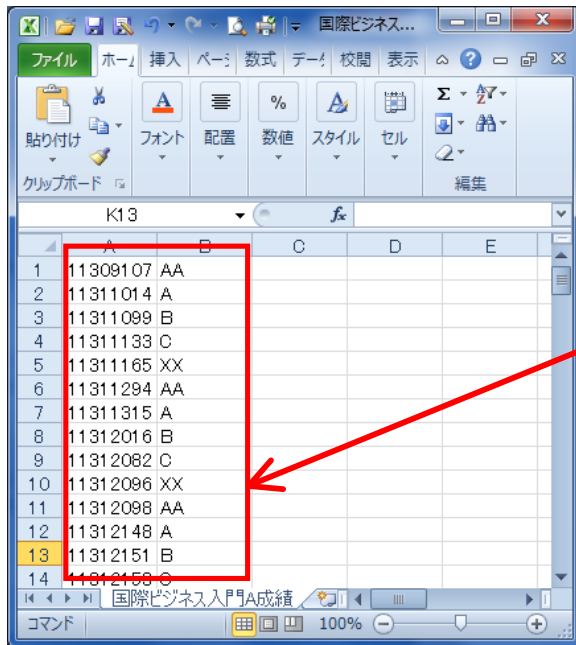 国際ビジネス...
ファイル ホーム 挿入 ページ 数式 データ 校閲 表示
貼り付け フォント 配置 数値 スタイル セル
クリップボード 編集
K13 fx
A B C D E
1 11309107 AA
2 11311014 A
3 11311099 B
4 11311133 C
5 11311165 XX
6 11311294 AA
7 11311315 A
8 11312016 B
9 11312082 C
10 11312096 XX
11 11312098 AA
12 11312148 A
13 11312151 B
14 11312153 C
国際ビジネス入門A成績
コマンド 100%